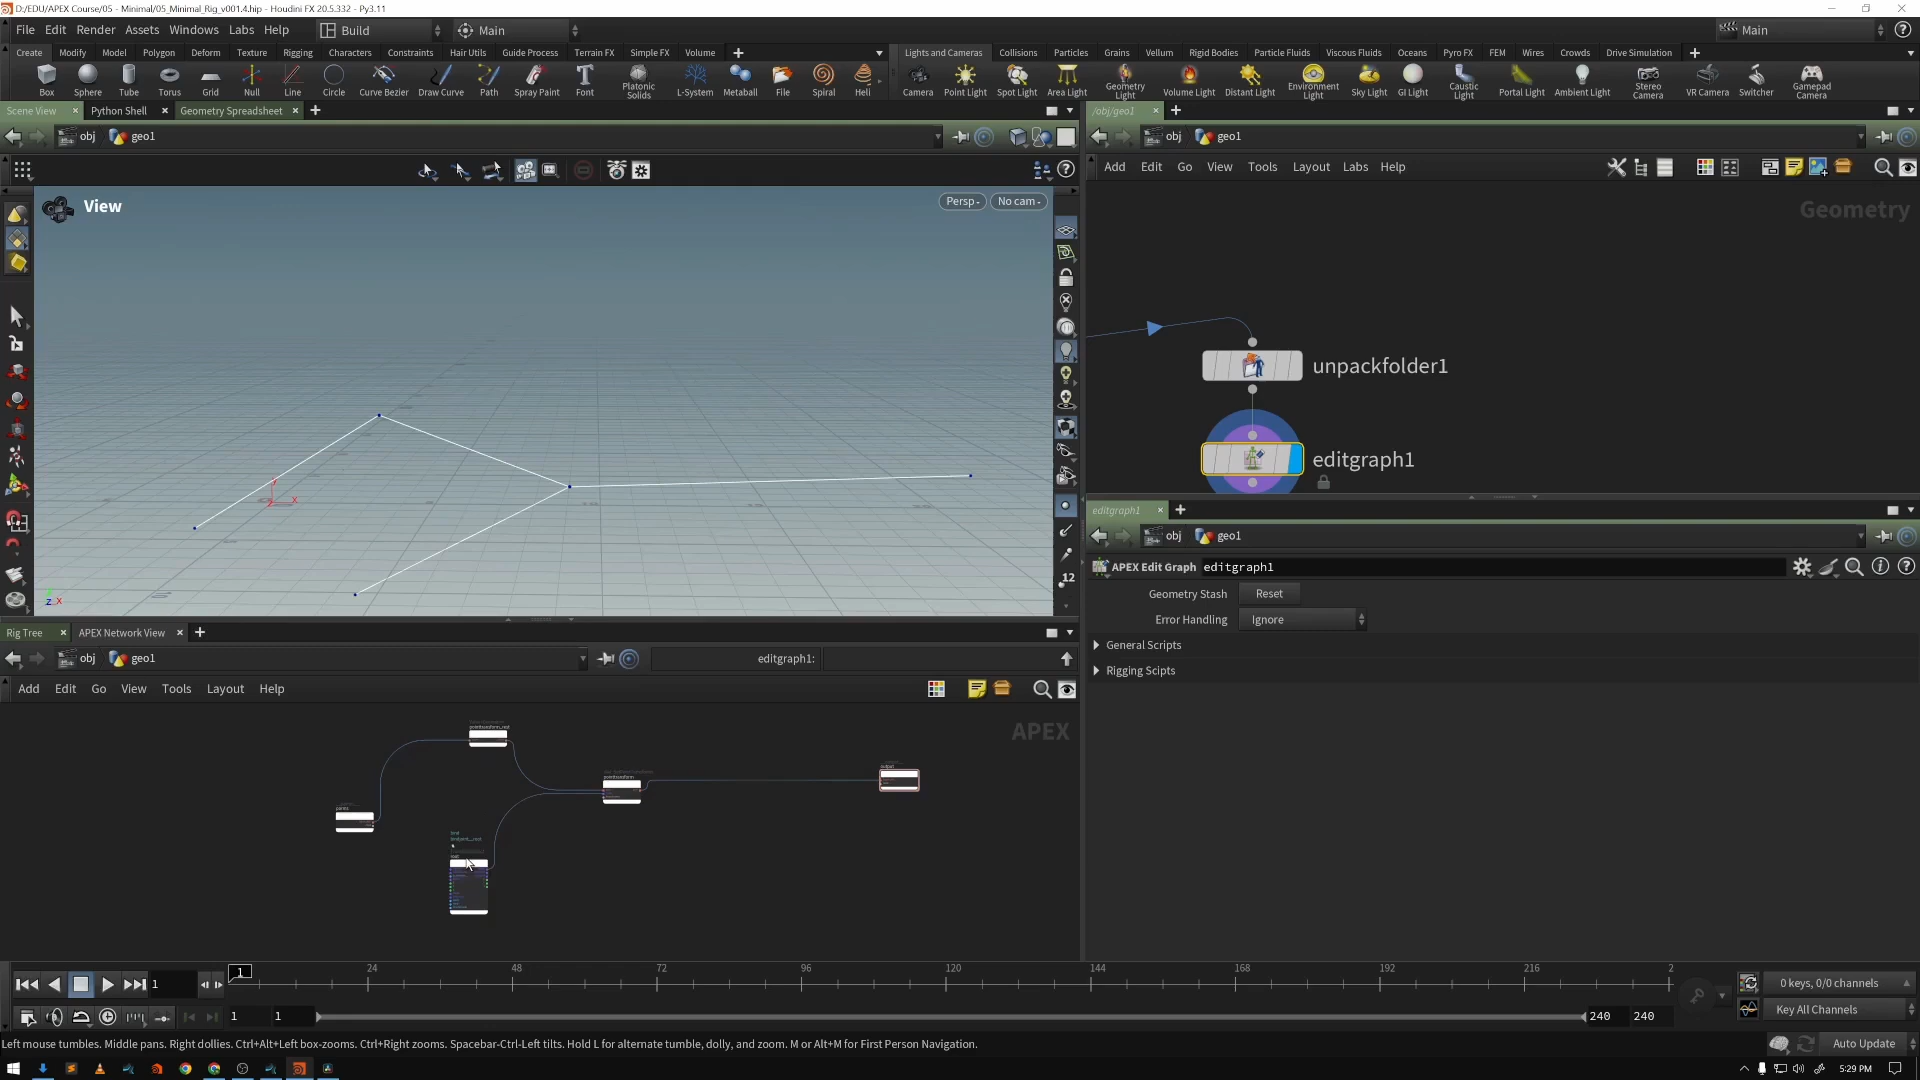 D:/EDU/APEX Course/05 - Minimal/05_Minimal_Rig_v001.4.hip - Houdini FX 20.5.332 - Py3.11
File Edit Render Assets Windows Labs Help Build Main Main
Create Modify Model Polygon Deform Texture Rigging Characters Constraints Hair Utils Guide Process Terrain FX Simple FX Volume
Lights and Cameras Collisions Particles Grains Vellum Rigid Bodies Particle Fluids Viscous Fluids Oceans Pyro FX FEM Wires Crowds Drive Simulation
Box Sphere Tube Torus Grid Null Line Circle Curve Bezier Draw Curve Path Spray Paint Font Platonic Solids L-System Metaball File Spiral Heli
Camera Point Light Spot Light Area Light Geometry Light Volume Light Distant Light Environment Light Sky Light GI Light Caustic Light Portal Light Ambient Light Stereo Camera VR Camera Switcher Gamepad Camera
Scene View Python Shell Geometry Spreadsheet
obj geo1
View
Persp No cam
z x
12
/obj/geo1
obj geo1
Add Edit Go View Tools Layout Labs Help
Geometry
unpackfolder1
editgraph1
editgraph1
obj geo1
APEX Edit Graph editgraph1
Geometry Stash Reset
Error Handling Ignore
General Scripts
Rigging Scipts
Rig Tree APEX Network View
obj geo1 editgraph1:
Add Edit Go View Tools Layout Help
APEX
pointtransform_rest
pointtransform
output
parms
1 24 48 72 96 120 144 168 192 216 2
1
1 1 240 240
0 keys, 0/0 channels
Key All Channels
Left mouse tumbles. Middle pans. Right dollies. Ctrl+Alt+Left box-zooms. Ctrl+Right zooms. Spacebar-Ctrl-Left tilts. Hold L for alternate tumble, dolly, and zoom. M or Alt+M for First Person Navigation.
Auto Update
5:29 PM